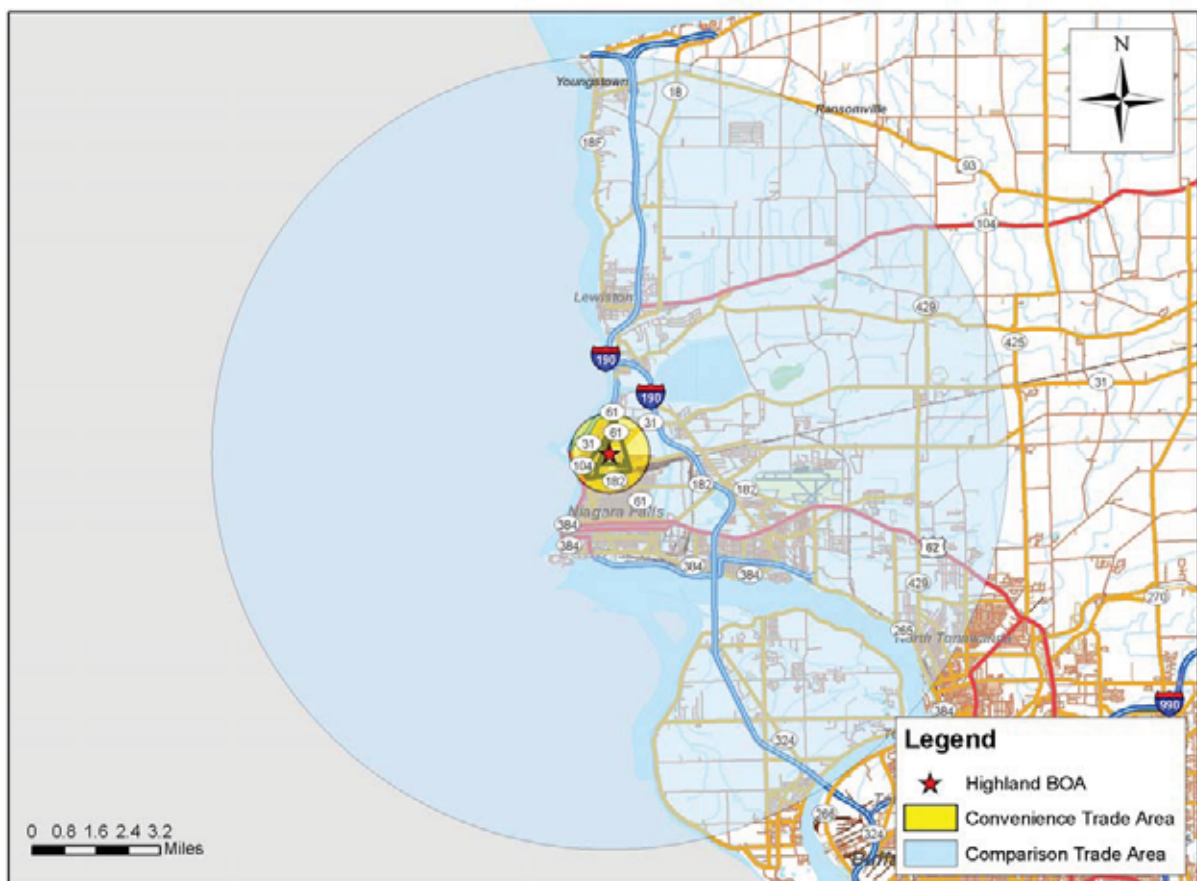 N
Youngstown
18
Ransomville
18F
93
104
Lewiston
429
425
190
31
190
61
31
61
31
104
182
182
182
61
Niagara Falls
384
384
62
384
384
429
270
265
North Tonawanda
990
384
324
266
324
Legend
Highland BOA
Convenience Trade Area
Comparison Trade Area
0 0.8 1.6 2.4 3.2
Miles